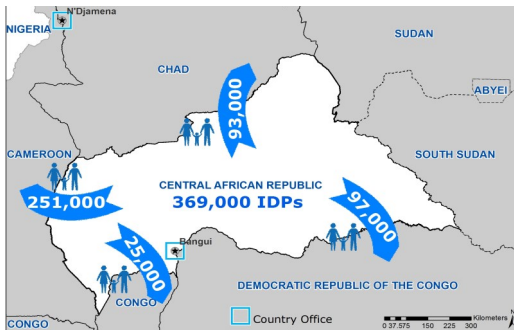 N'Djamena
NIGERIA
SUDAN
CHAD
ABYEI
93,000
CAMEROON
SOUTH SUDAN
CENTRAL AFRICAN REPUBLIC
369,000 IDPs
251,000
97,000
25,000
Bangui
DEMOCRATIC REPUBLIC OF THE CONGO
CONGO
Country Office
Kilometers
0 37.575 150 225 300
N
CONGO